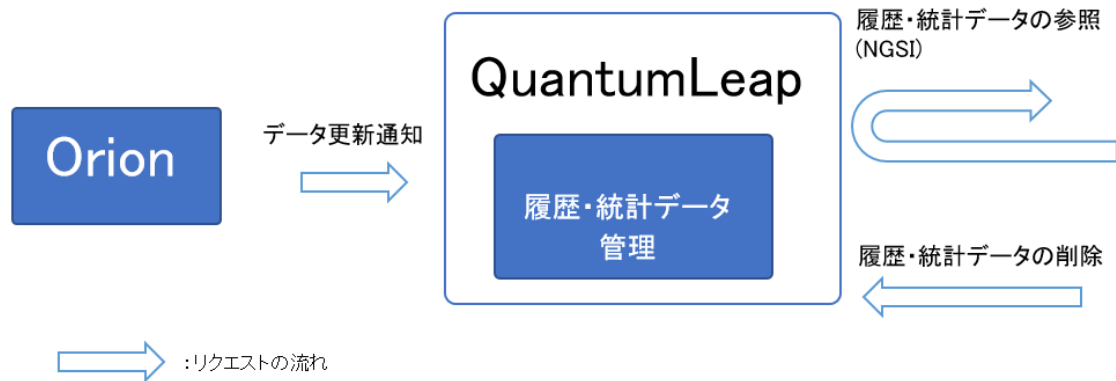 履歴・統計データの参照
(NGSI)
QuantumLeap
Orion
データ更新通知
履歴・統計データ
管理
履歴・統計データの削除
:リクエストの流れ